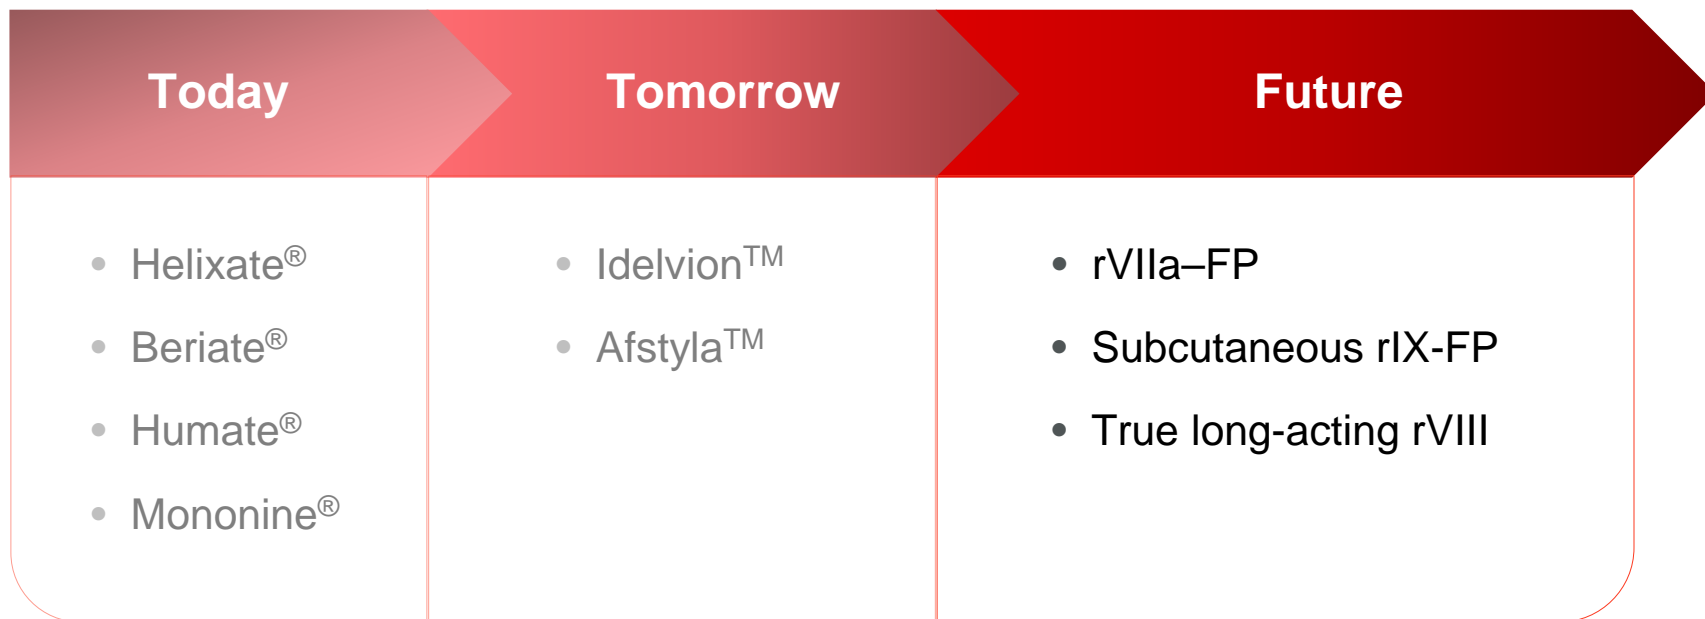 Today
Tomorrow
Future
• Helixate®
• Beriate®
• Humate®
• Mononine®
• Idelvion™
• Afstyla™
• rVIIa–FP
• Subcutaneous rIX-FP
• True long-acting rVIII